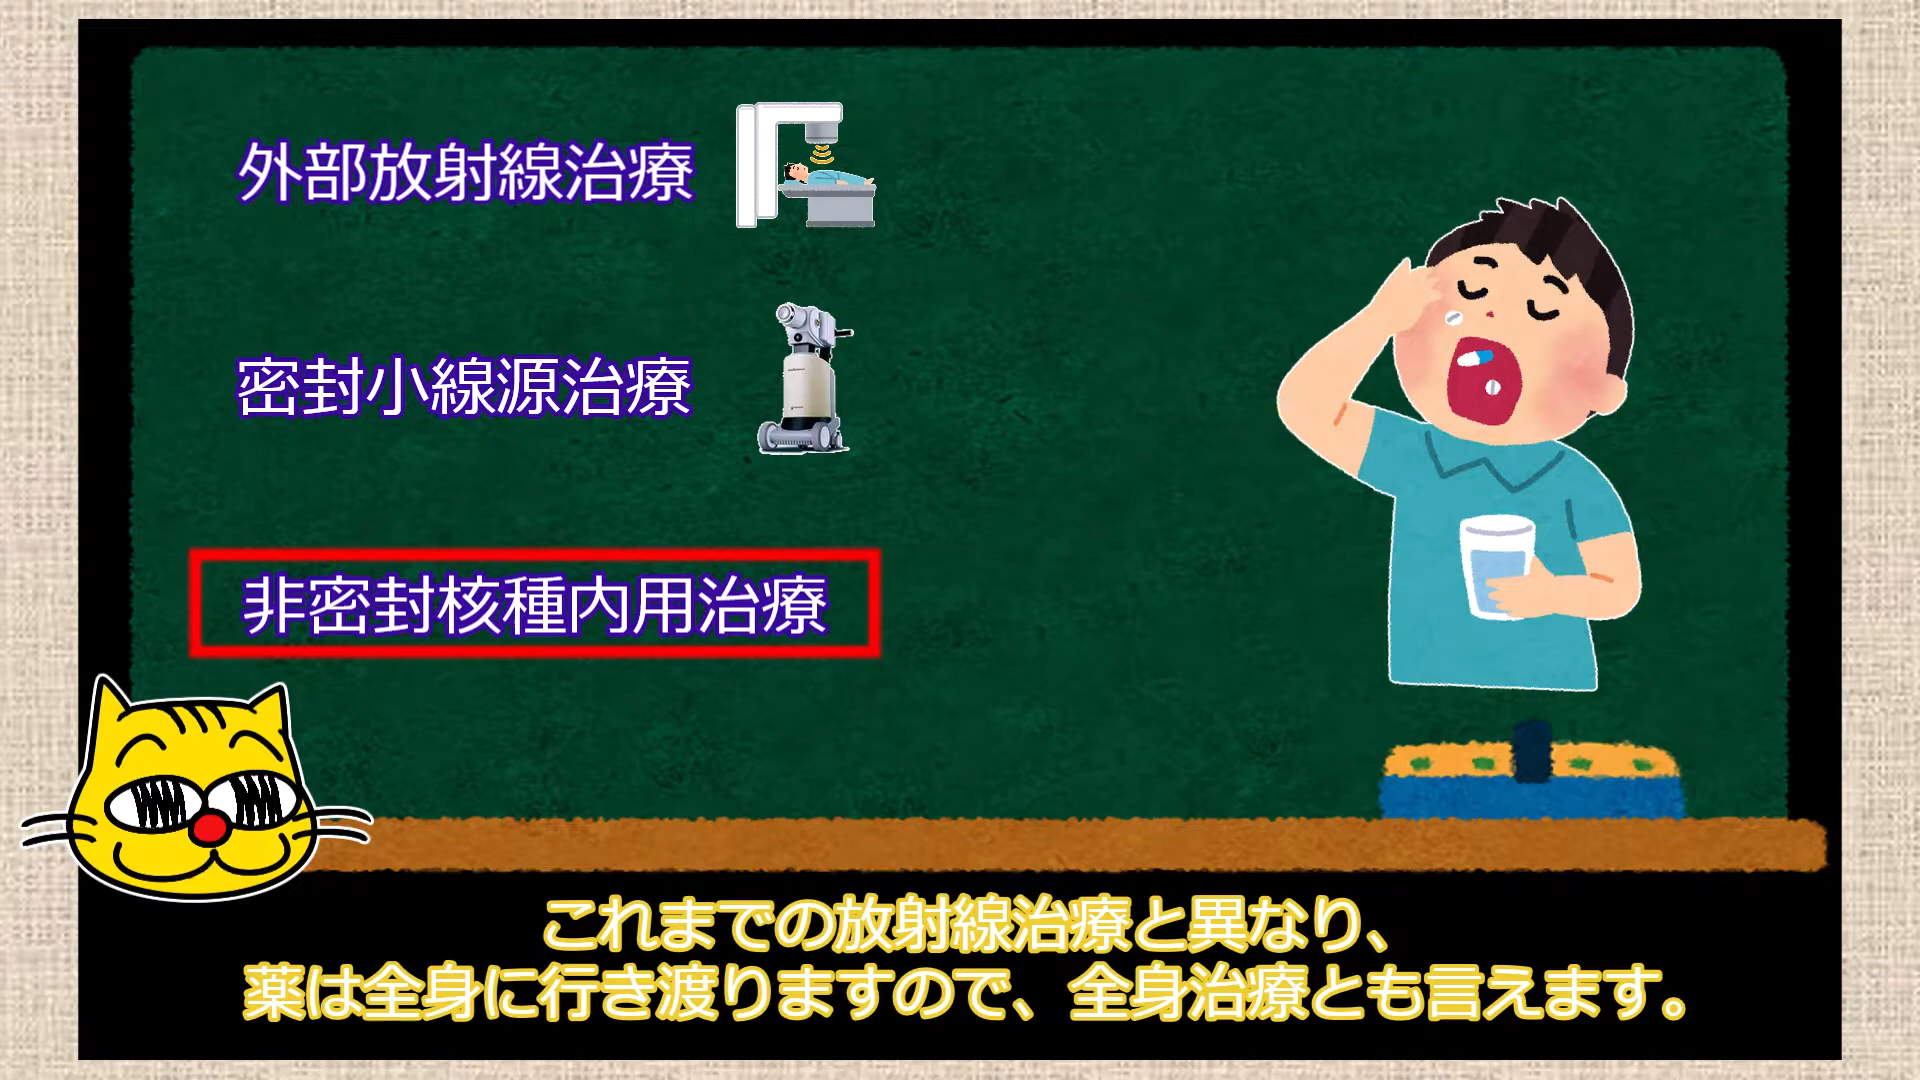 外部放射線治療
密封小線源治療
非密封核種内用治療
これまでの放射線治療と異なり、
薬は全身に行き渡りますので、全身治療とも言えます。